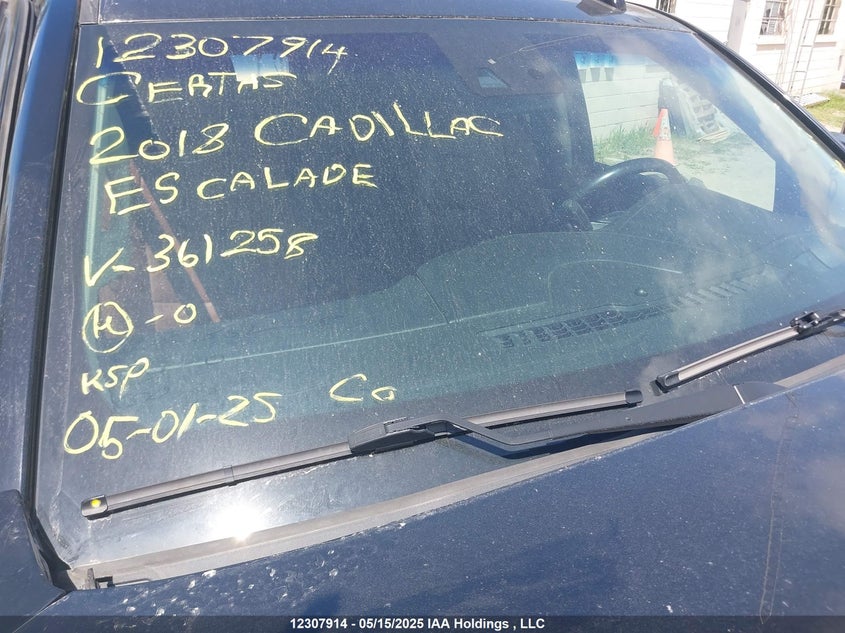 12307914
CERTAS
2018 CADILLAC
ESCALADE
V-361258
K -0
KSP
05-01-25 Co
12307914 - 05/15/2025 IAA Holdings , LLC